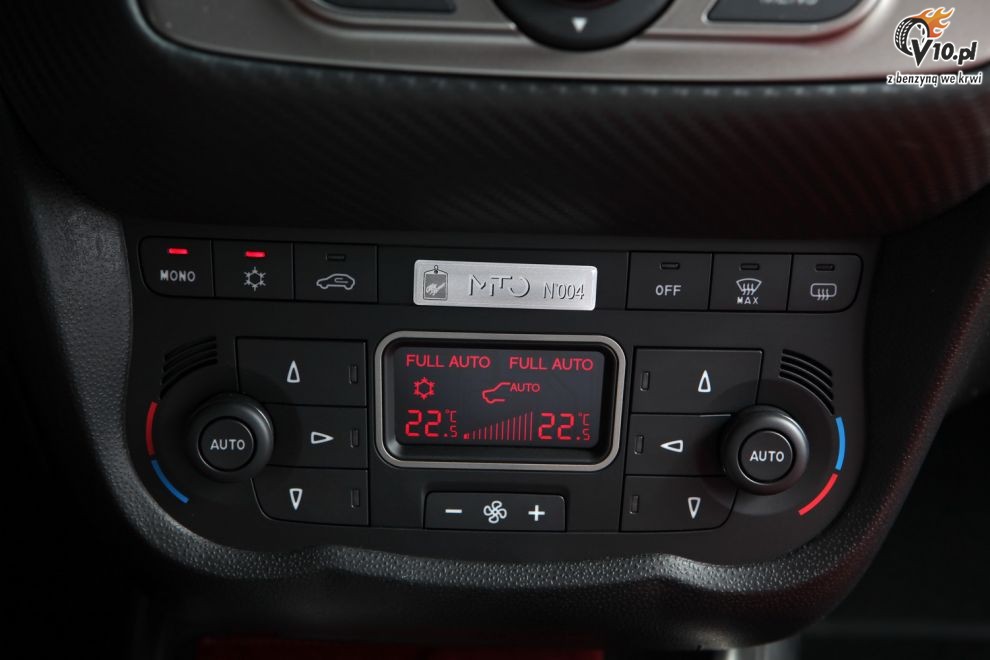 V10.pl
z benzyną we krwi
MONO
MTO N°004
OFF
MAX
FULL AUTO FULL AUTO
AUTO
22.5°C 22.5°C
AUTO
AUTO
- +